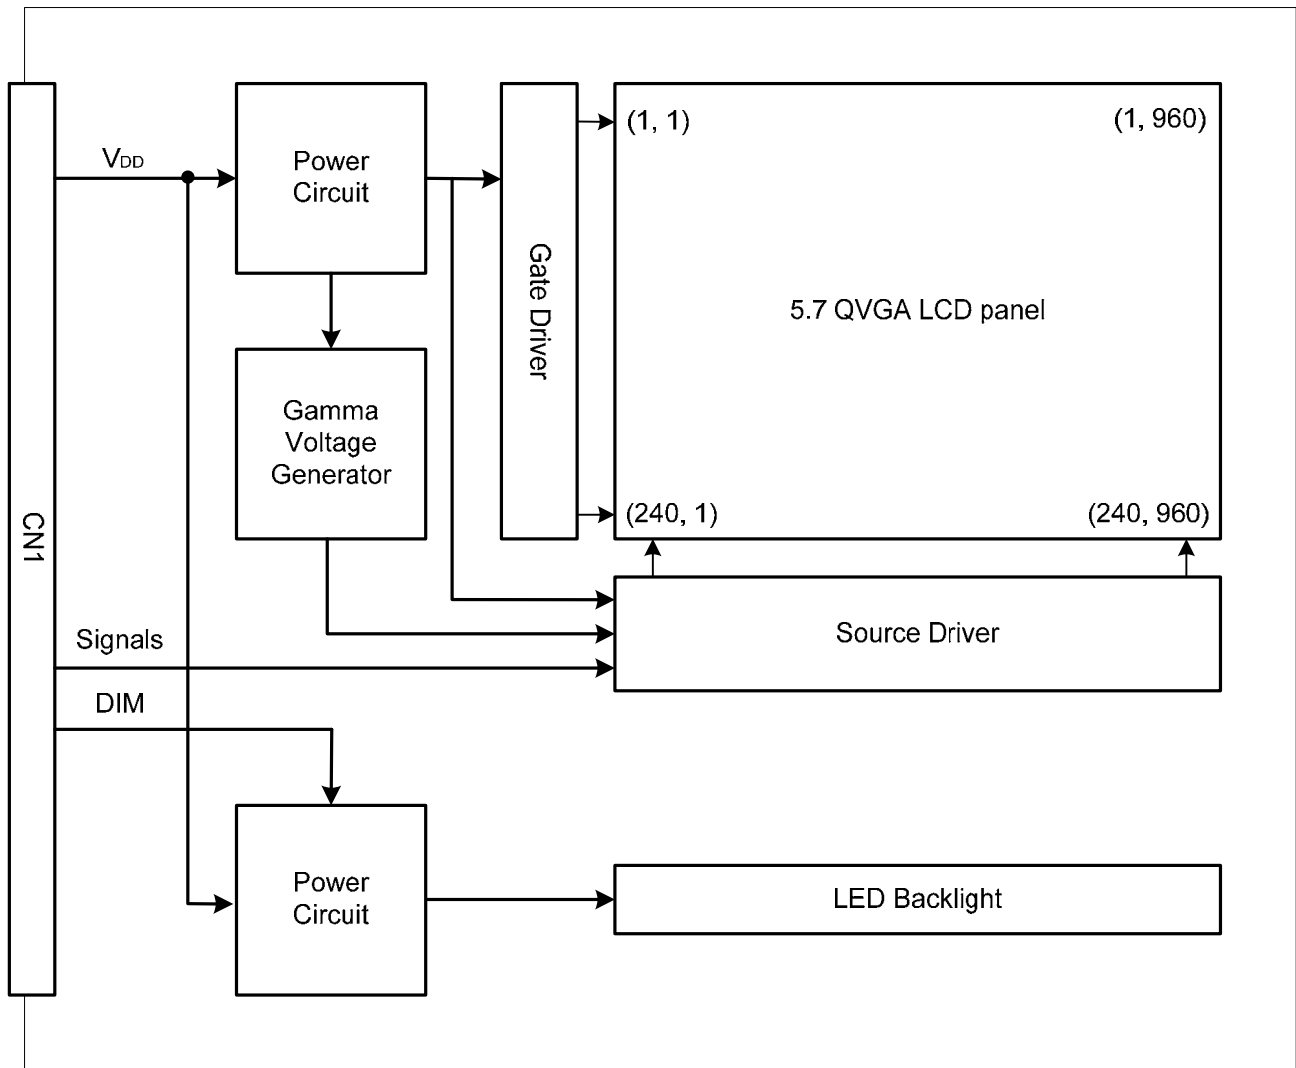 VDD
Power
Circuit
(1, 1)
(1, 960)
Gate Driver
5.7 QVGA LCD panel
Gamma
Voltage
Generator
CN1
(240, 1)
(240, 960)
Signals
Source Driver
DIM
Power
Circuit
LED Backlight